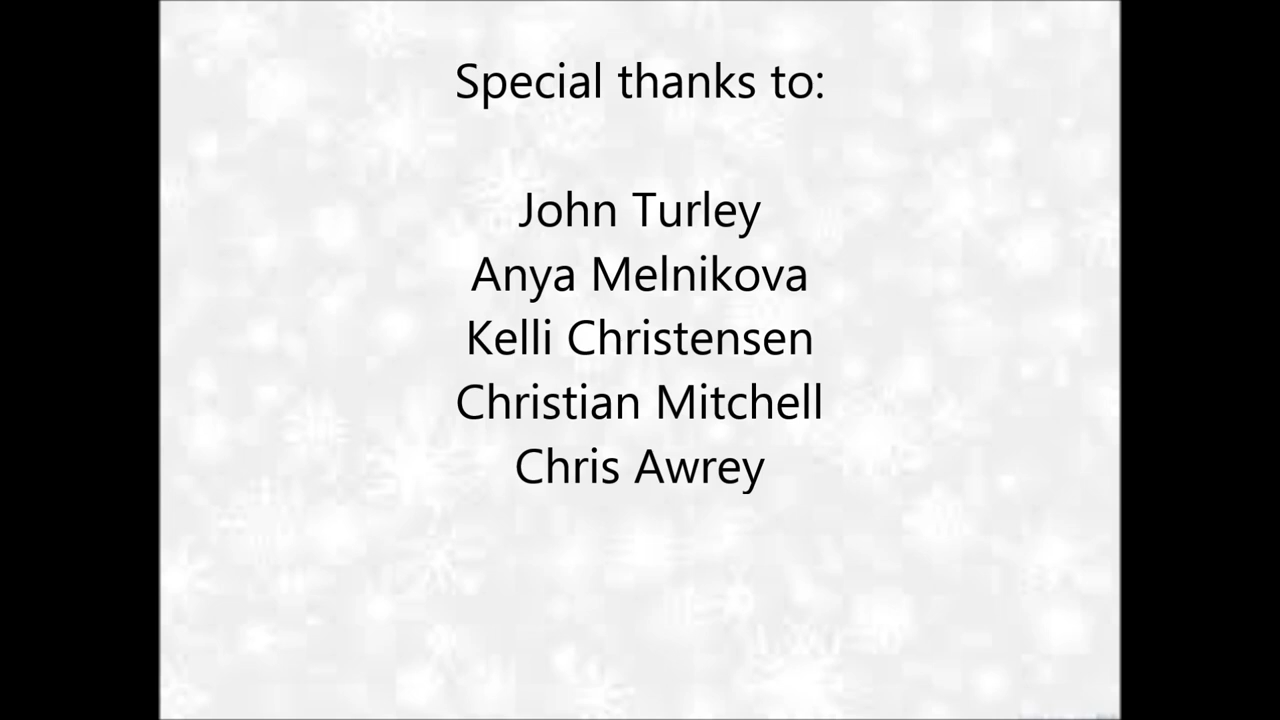 Special thanks to:
John Turley
Anya Melnikova
Kelli Christensen
Christian Mitchell
Chris Awrey